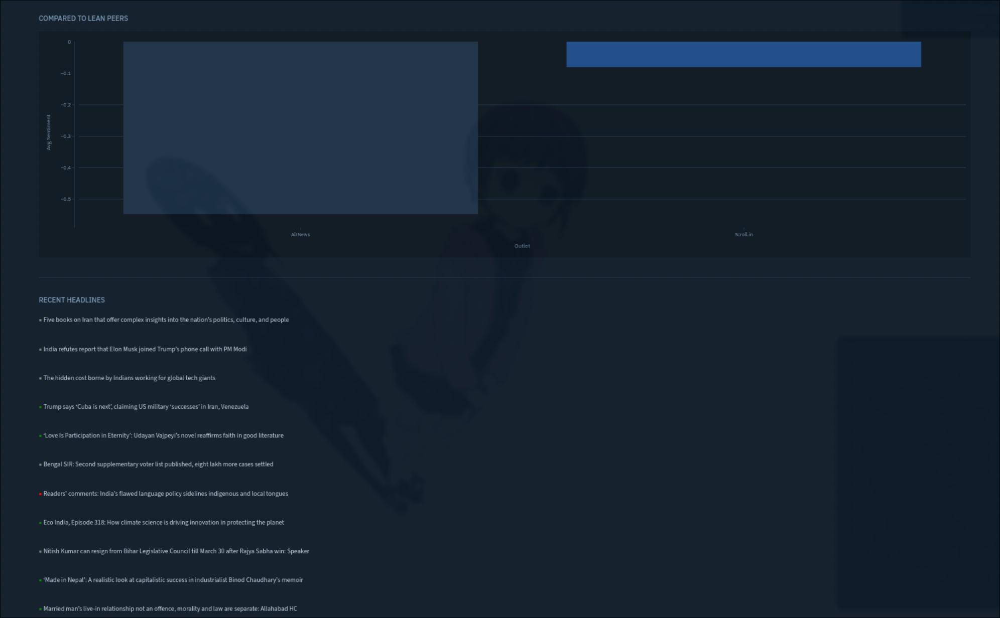 COMPARED TO LEAN PEERS
0
−0.1
−0.2
−0.3
−0.4
−0.5
Avg Sentiment
AltNews
Scroll.in
Outlet
RECENT HEADLINES
Five books on Iran that offer complex insights into the nation's politics, culture, and people
India refutes report that Elon Musk joined Trump's phone call with PM Modi
The hidden cost borne by Indians working for global tech giants
Trump says ‘Cuba is next’, claiming US military ‘successes’ in Iran, Venezuela
‘Love Is Participation in Eternity’: Udayan Vajpeyi's novel reaffirms faith in good literature
Bengal SIR: Second supplementary voter list published, eight lakh more cases settled
Readers’ comments: India's flawed language policy sidelines indigenous and local tongues
Eco India, Episode 318: How climate science is driving innovation in protecting the planet
Nitish Kumar can resign from Bihar Legislative Council till March 30 after Rajya Sabha win: Speaker
‘Made in Nepal’: A realistic look at capitalistic success in industrialist Binod Chaudhary's memoir
Married man's live-in relationship not an offence, morality and law are separate: Allahabad HC